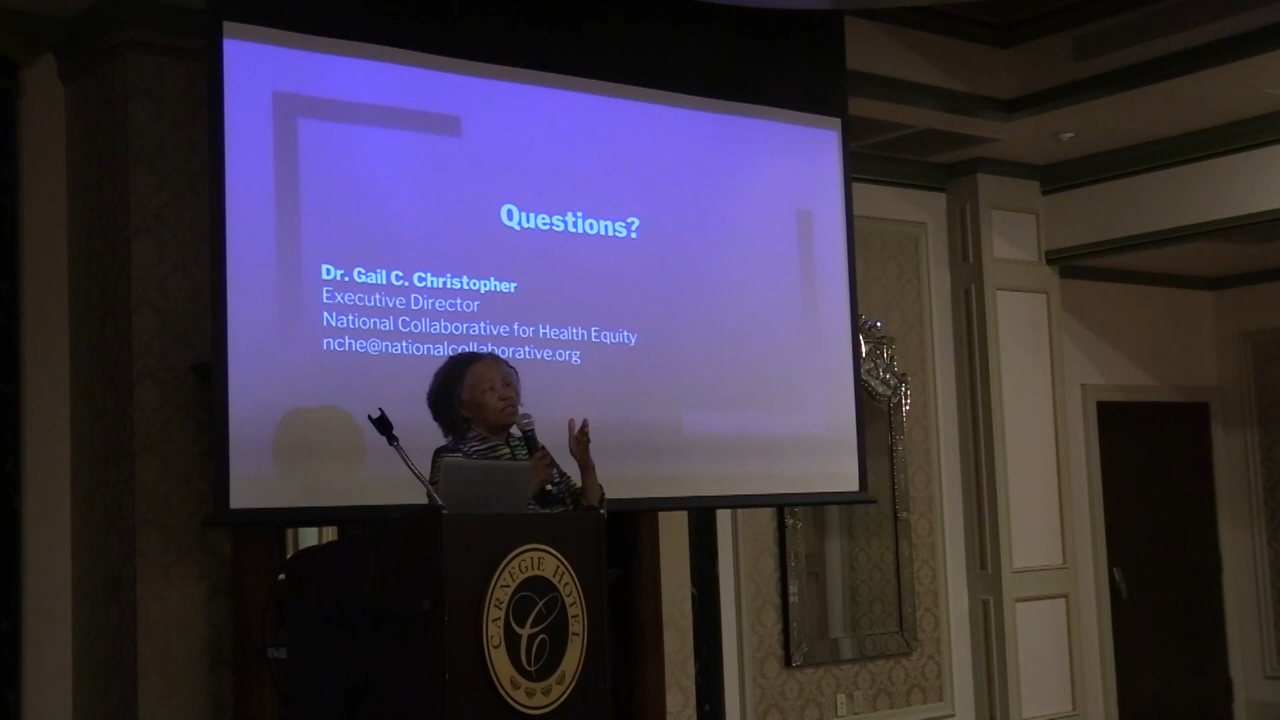 Questions?
Dr. Gail C. Christopher
Executive Director
National Collaborative for Health Equity
nche@nationalcollaborative.org
CARNEGIE HOTEL
C